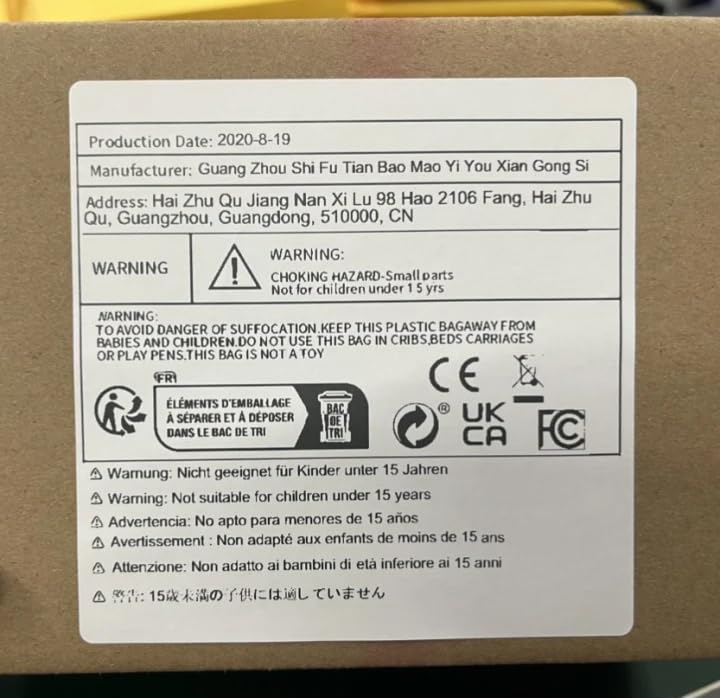 Production Date: 2020-8-19
Manufacturer: Guang Zhou Shi Fu Tian Bao Mao Yi You Xian Gong Si
Address: Hai Zhu Qu Jiang Nan Xi Lu 98 Hao 2106 Fang, Hai Zhu
Qu, Guangzhou, Guangdong, 510000, CN
WARNING
WARNING:
CHOKING HAZARD-Small parts
Not for children under 1 5 yrs
WARNING:
TO AVOID DANGER OF SUFFOCATION.KEEP THIS PLASTIC BAGAWAY FROM
BABIES AND CHILDREN.DO NOT USE THIS BAG IN CRIBS,BEDS CARRIAGES
OR PLAY PENS.THIS BAG IS NOT A TOY
FR
ÉLÉMENTS D'EMBALLAGE
À SÉPARER ET À DÉPOSER
DANS LE BAC DE TRI
BAC
DE
TRI
CE
®
UK
CA
FC
⚠ Warnung: Nicht geeignet für Kinder unter 15 Jahren
⚠ Warning: Not suitable for children under 15 years
⚠ Advertencia: No apto para menores de 15 años
⚠ Avertissement : Non adapté aux enfants de moins de 15 ans
⚠ Attenzione: Non adatto ai bambini di età inferiore ai 15 anni
⚠ 警告: 15歳未満の子供には適していません